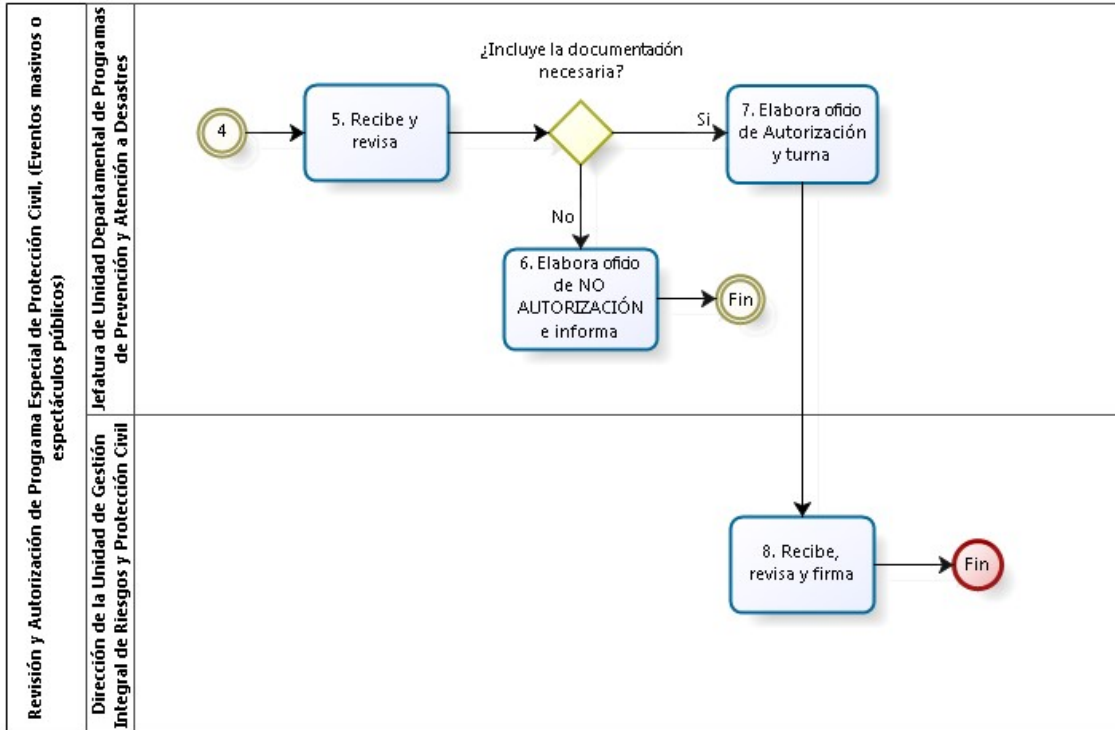 Revisión y Autorización de Programa Especial de Protección Civil, (Eventos masivos o
espectáculos públicos)
Jefatura de Unidad Departamental de Programas
de Prevención y Atención a Desastres
¿Incluye la documentación
necesaria?
4
5. Recibe y
revisa
Si
7. Elabora oficio
de Autorización
y turna
No
6. Elabora oficio
de NO
AUTORIZACIÓN
e informa
Fin
Dirección de la Unidad de Gestión
Integral de Riesgos y Protección Civil
8. Recibe,
revisa y firma
Fin